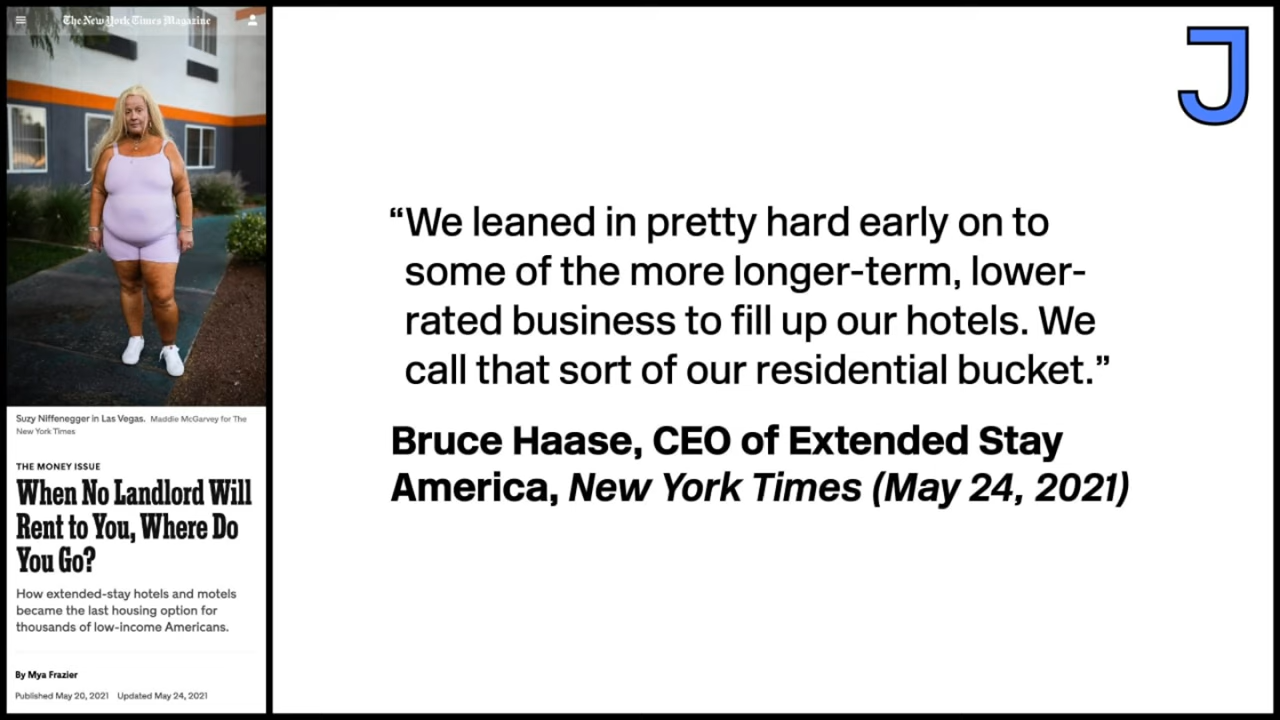 The New York Times Magazine
Suzy Niffenegger in Las Vegas. Maddie McGarvey for The
New York Times
THE MONEY ISSUE
When No Landlord Will
Rent to You, Where Do
You Go?
How extended-stay hotels and motels
became the last housing option for
thousands of low-income Americans.
By Mya Frazier
Published May 20, 2021 Updated May 24, 2021
J
“We leaned in pretty hard early on to
some of the more longer-term, lower-
rated business to fill up our hotels. We
call that sort of our residential bucket.”
Bruce Haase, CEO of Extended Stay
America, New York Times (May 24, 2021)